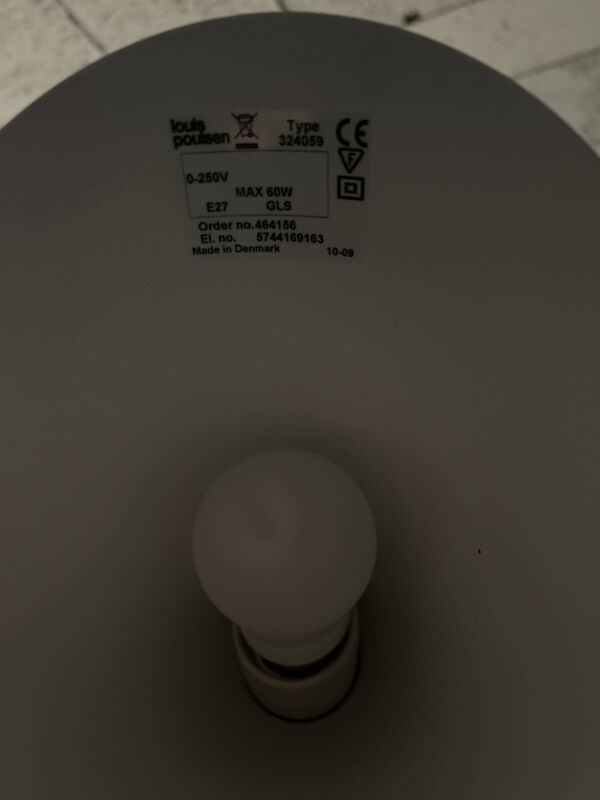 louis
poulsen
Type
324059
CE
F
0-250V
MAX 60W
E27 GLS
Order no.464156
El. no. 5744169163
Made in Denmark 10-09